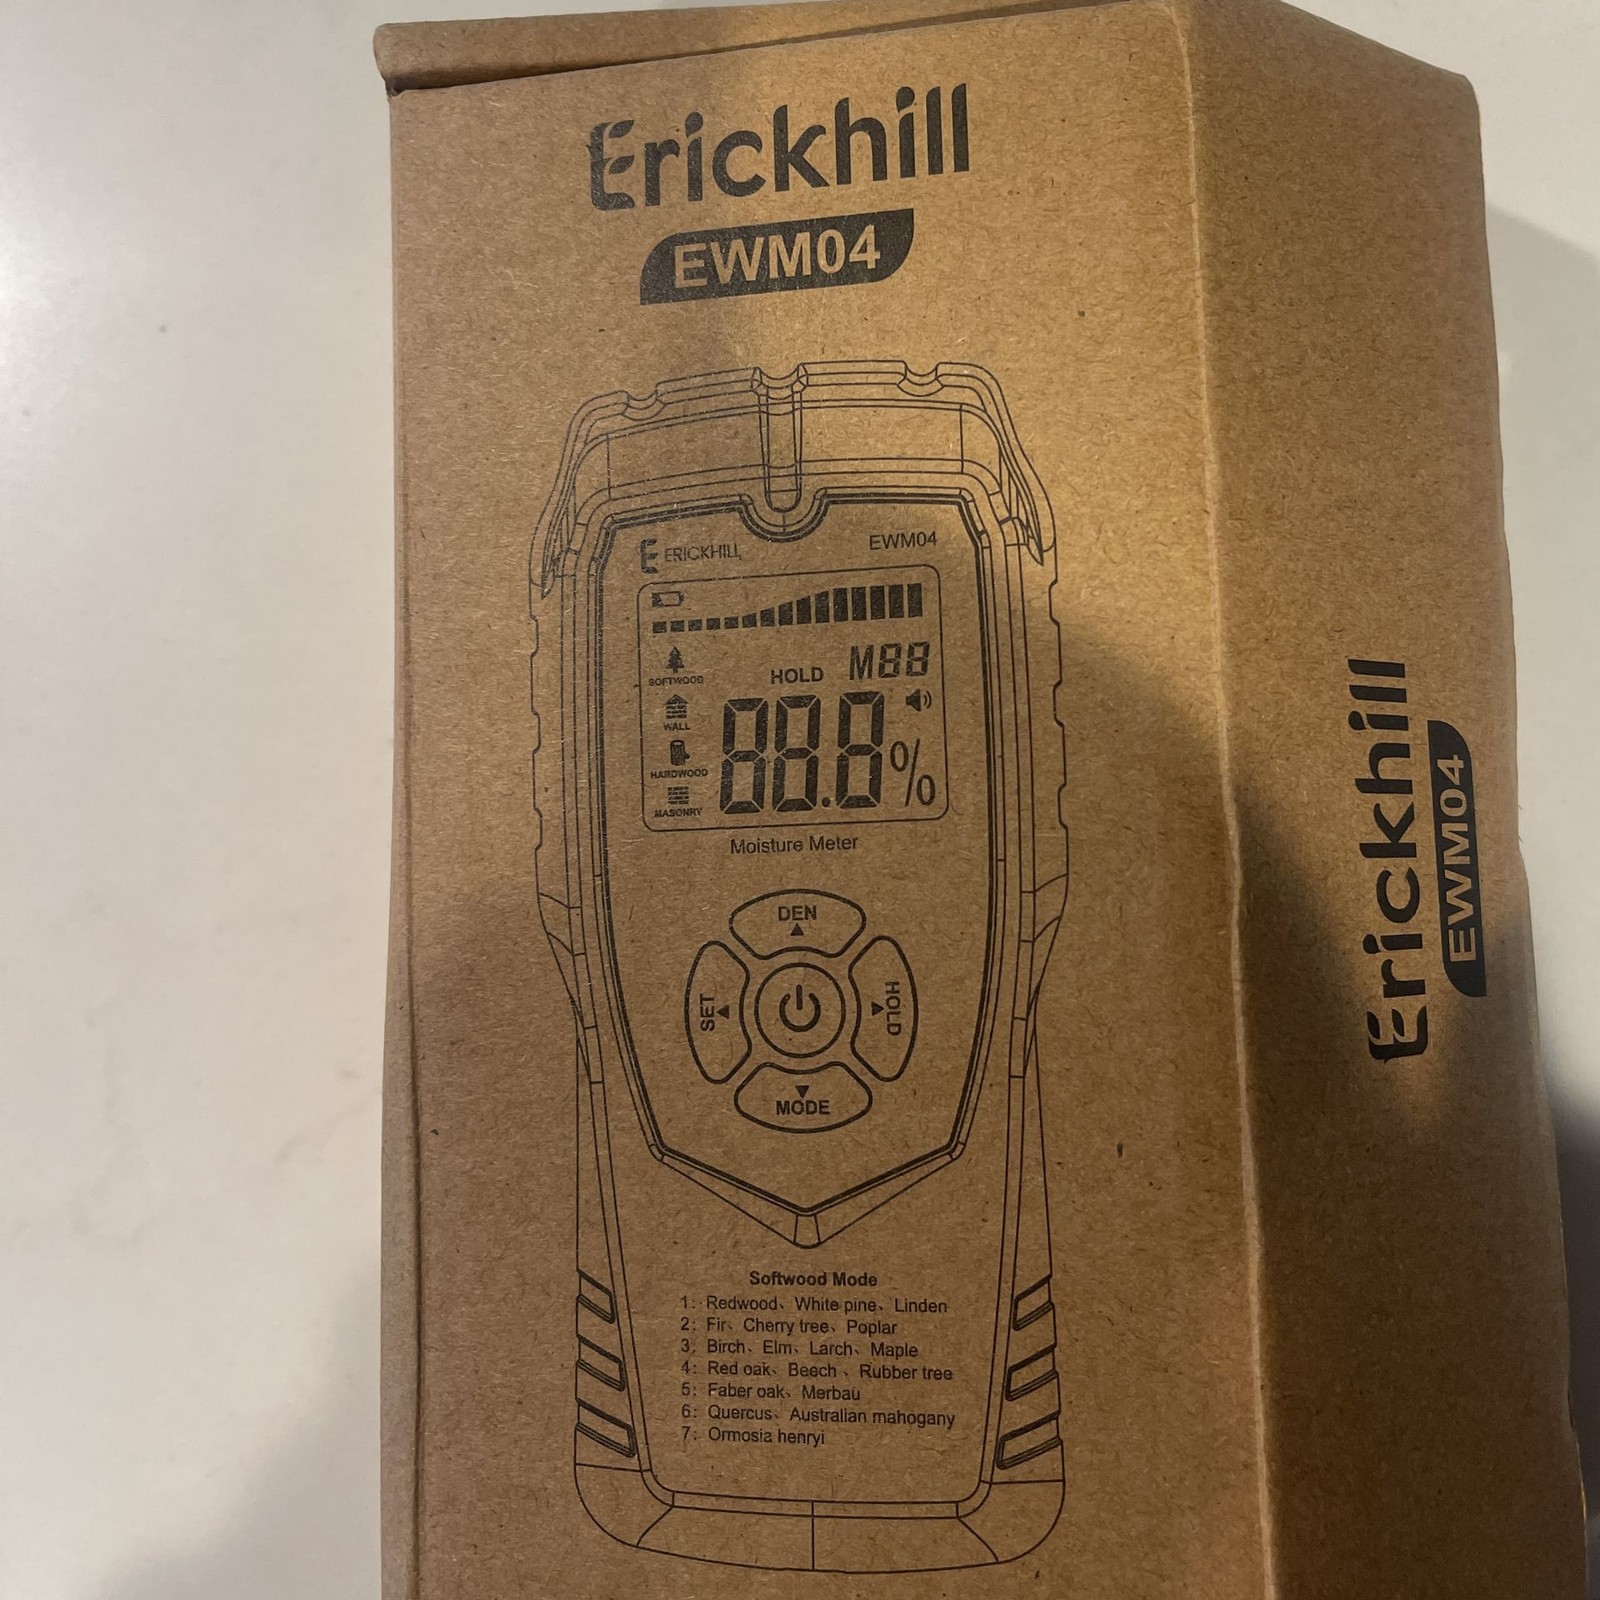 Erickhill
EWM04
E ERICKHILL EWM04
SOFTWOOD
HOLD M88
WALL
88.8%
HARDWOOD
MASONRY
Moisture Meter
DEN
SET
HOLD
MODE
Softwood Mode
1: Redwood、White pine、Linden
2: Fir、Cherry tree、Poplar
3: Birch、Elm、Larch、Maple
4: Red oak、Beech 、Rubber tree
5: Faber oak、Merbau
6: Quercus、Australian mahogany
7: Ormosia henryi
Erickhill
EWM04